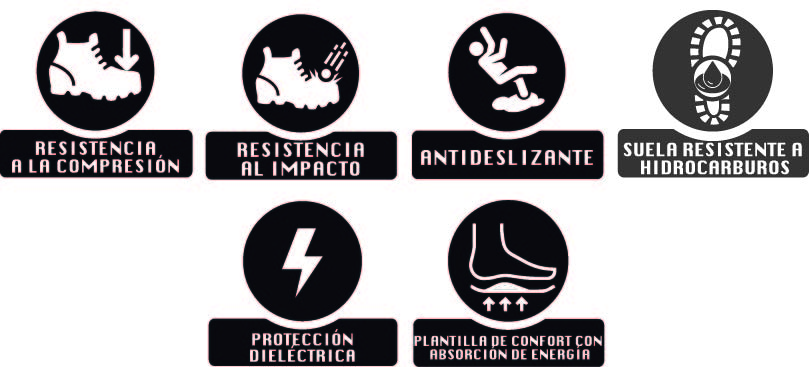 RESISTENCIA
A LA COMPRESIÓN
RESISTENCIA
AL IMPACTO
ANTIDESLIZANTE
SUELA RESISTENTE A
HIDROCARBUROS
PROTECCIÓN
DIELÉCTRICA
PLANTILLA DE CONFORT CON
ABSORCIÓN DE ENERGÍA